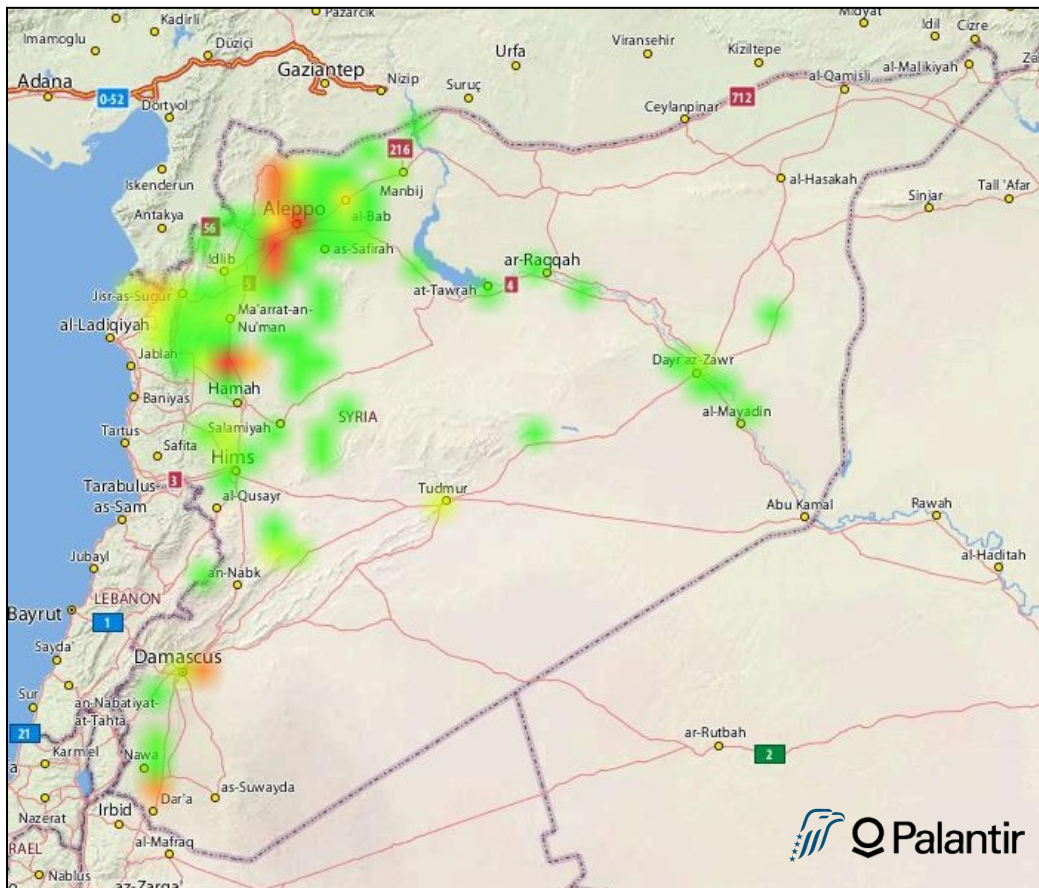 Kadirli
Pazarcik
Midyat
Idil
Cizre
Imamoglu
Düziçi
Urfa
Viransehir
Kiziltepe
al-Malikiyah
Adana
Gaziantep
Nizip
Suruç
al-Qamisli
0-52
Dortyol
712
Ceylanpinar
216
Iskenderun
Manbij
al-Hasakah
Sinjar
Tall 'Afar
Antakya
Aleppo
al-Bab
56
as-Safirah
Idlib
ar-Raqqah
Jisr-as-Sugur
5
at-Tawrah
4
Ma'arrat-an-
Nu'man
al-Ladiqiyah
Jablah
Dayr az-Zawr
Hamah
Baniyas
al-Mayadin
SYRIA
Salamiyah
Tartus
Safita
Hims
Tarabulus-
as-Sam
3
al-Qusayr
Tudmur
Abu Kamal
Rawah
Jubayl
al-Haditah
an-Nabk
LEBANON
Bayrut
1
Sayda'
Damascus
Sur
an-Nabatiyat-
at-Tahta
21
ar-Rutbah
2
Karmel
Nawa
as-Suwayda
Dar'a
Irbid
Nazerat
al-Mafraq
RAEL
Nablus
az-Zarqa'
Palantir